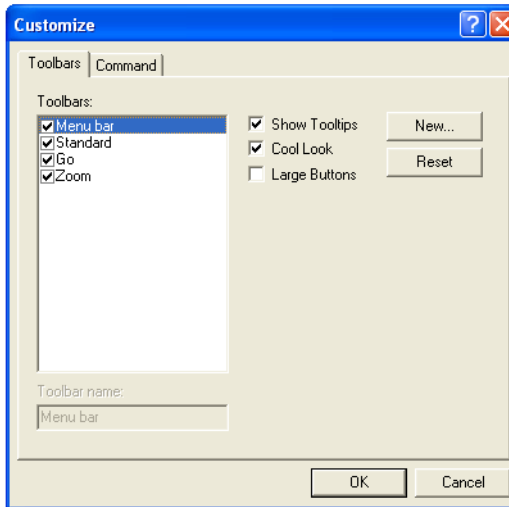 Customize
Toolbars Command
Toolbars:
Menu bar
Standard
Go
Zoom
Show Tooltips
Cool Look
Large Buttons
New...
Reset
Toolbar name:
Menu bar
OK Cancel